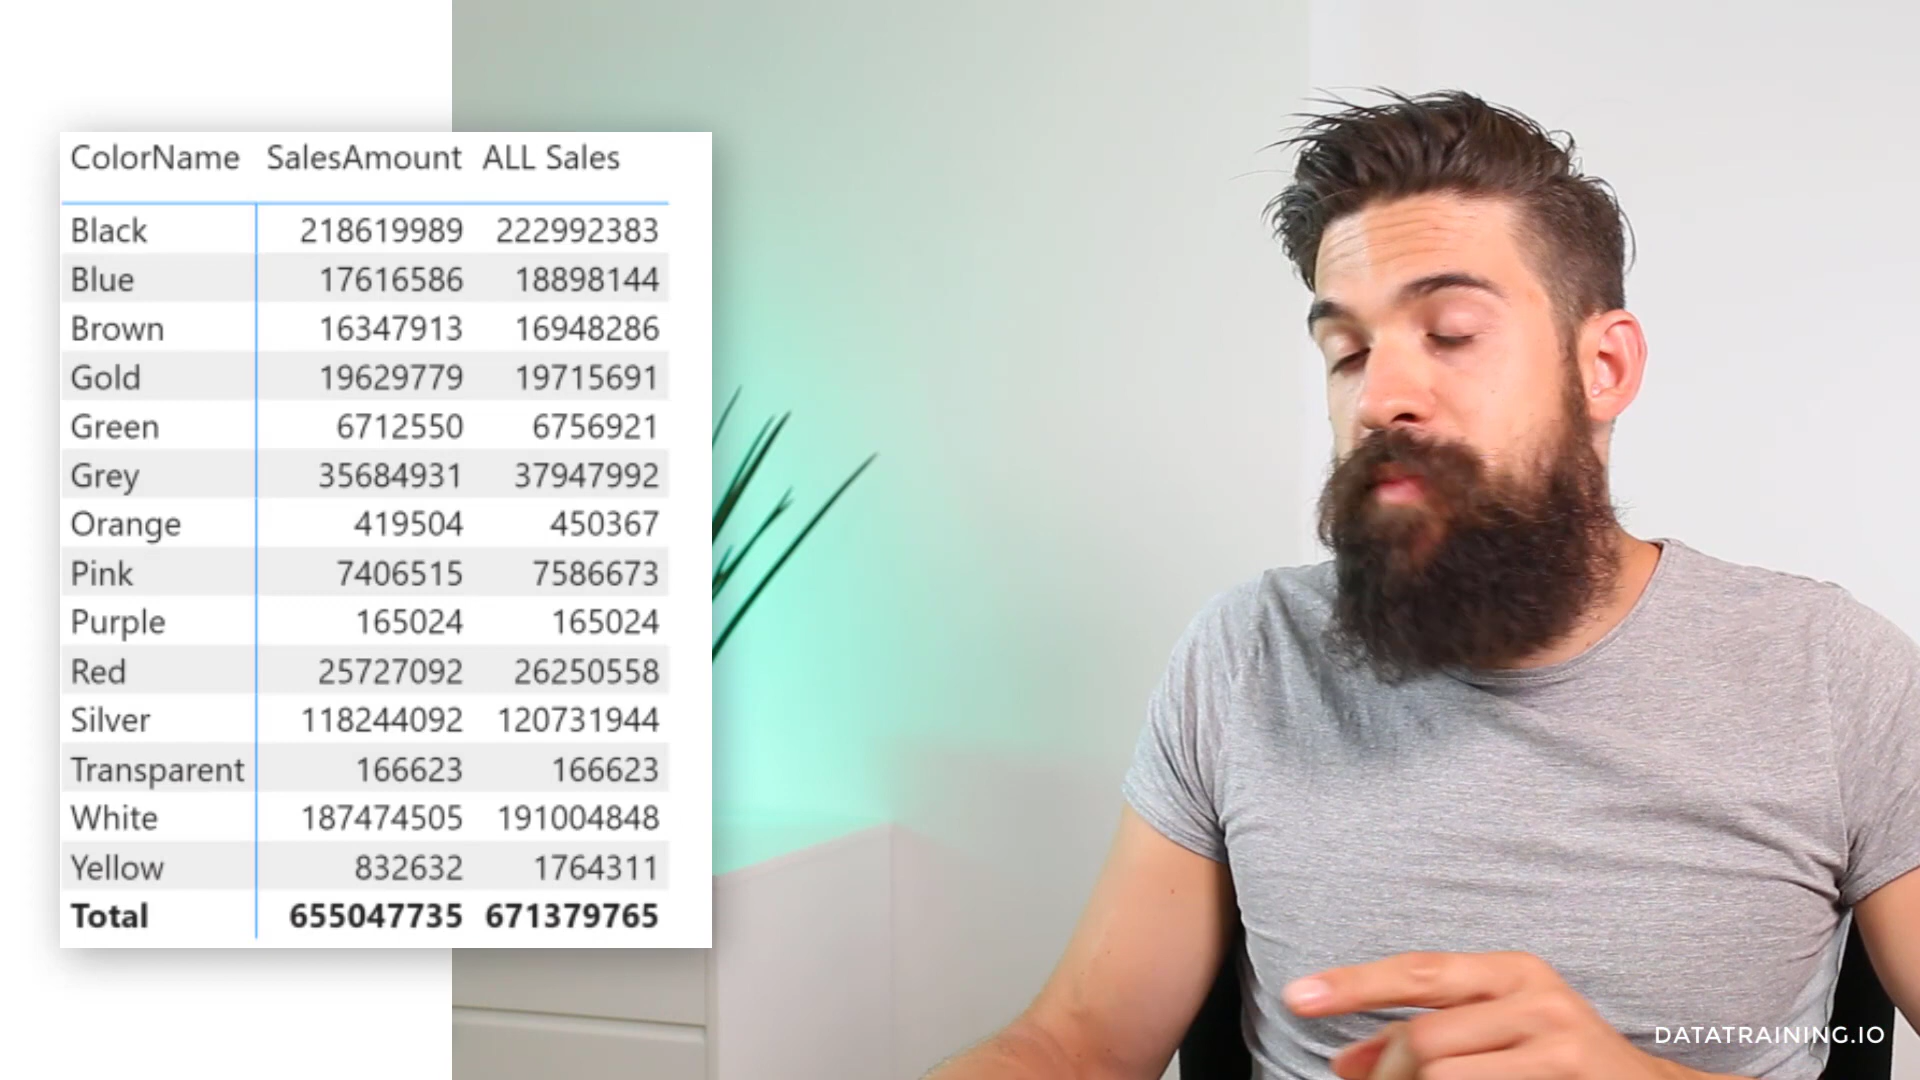 ColorName SalesAmount ALL Sales
Black 218619989 222992383
Blue 17616586 18898144
Brown 16347913 16948286
Gold 19629779 19715691
Green 6712550 6756921
Grey 35684931 37947992
Orange 419504 450367
Pink 7406515 7586673
Purple 165024 165024
Red 25727092 26250558
Silver 118244092 120731944
Transparent 166623 166623
White 187474505 191004848
Yellow 832632 1764311
Total 655047735 671379765
DATATRAINING.IO